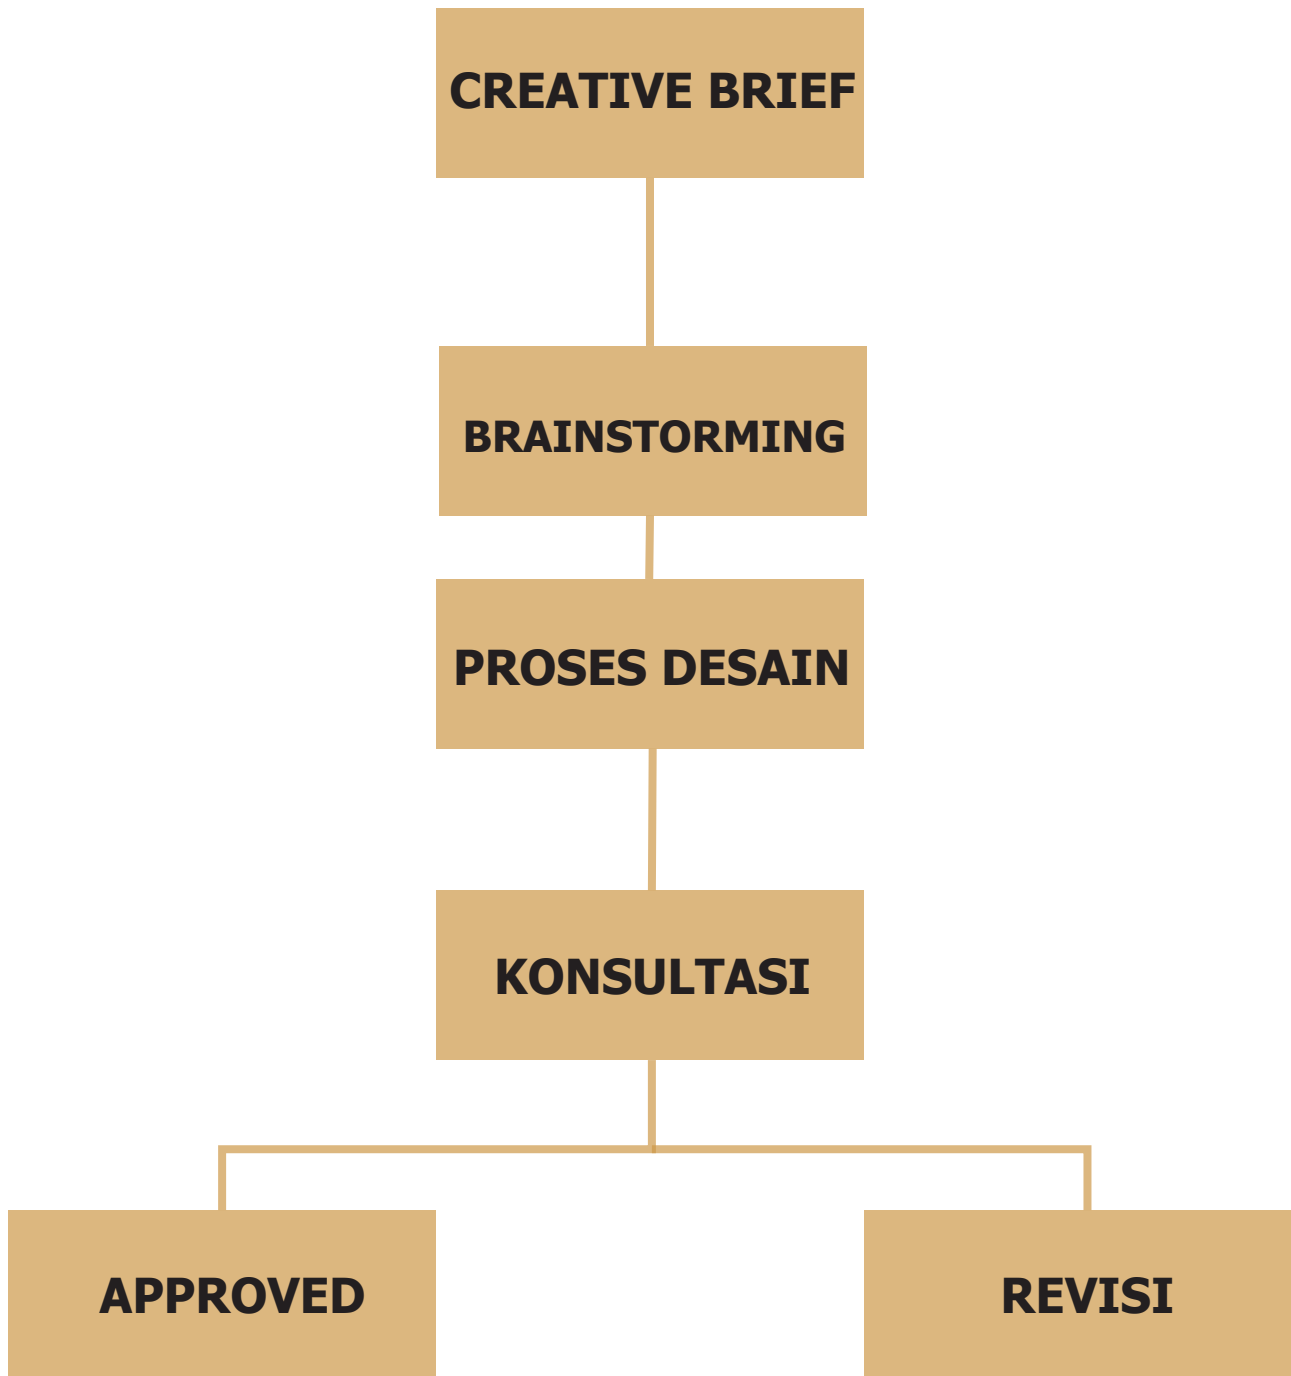 CREATIVE BRIEF
BRAINSTORMING
PROSES DESAIN
KONSULTASI
APPROVED
REVISI